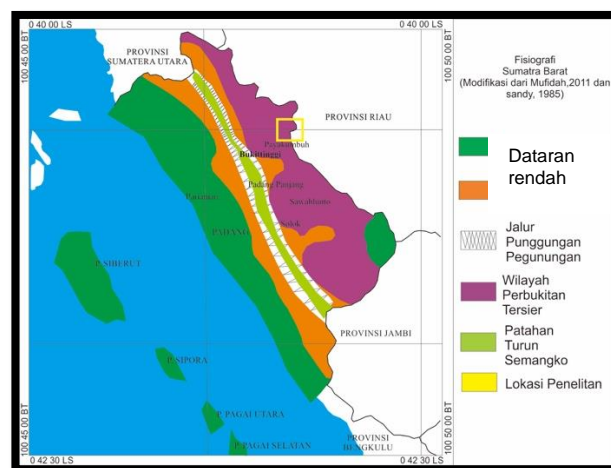 0 40 00 LS
0 40 00 LS
100 45 00 BT
100 50 00 BT
PROVINSI
SUMATERA UTARA
PROVINSI RIAU
Payakumbuh
Bukittinggi
Padang Panjang
Sawahlunto
Pariaman
Solok
PADANG
P. SIBERUT
PROVINSI JAMBI
P. SIPORA
P. PAGAI UTARA
P. PAGAI SELATAN
PROVINSI
BENGKULU
100 45 00 BT
100 50 00 BT
0 42 30 LS
0 42 30 LS
Fisiografi
Sumatra Barat
(Modifikasi dari Mufidah,2011 dan
sandy, 1985)
Dataran
rendah
Jalur
Punggungan
Pegunungan
Wilayah
Perbukitan
Tersier
Patahan
Turun
Semangko
Lokasi Penelitan